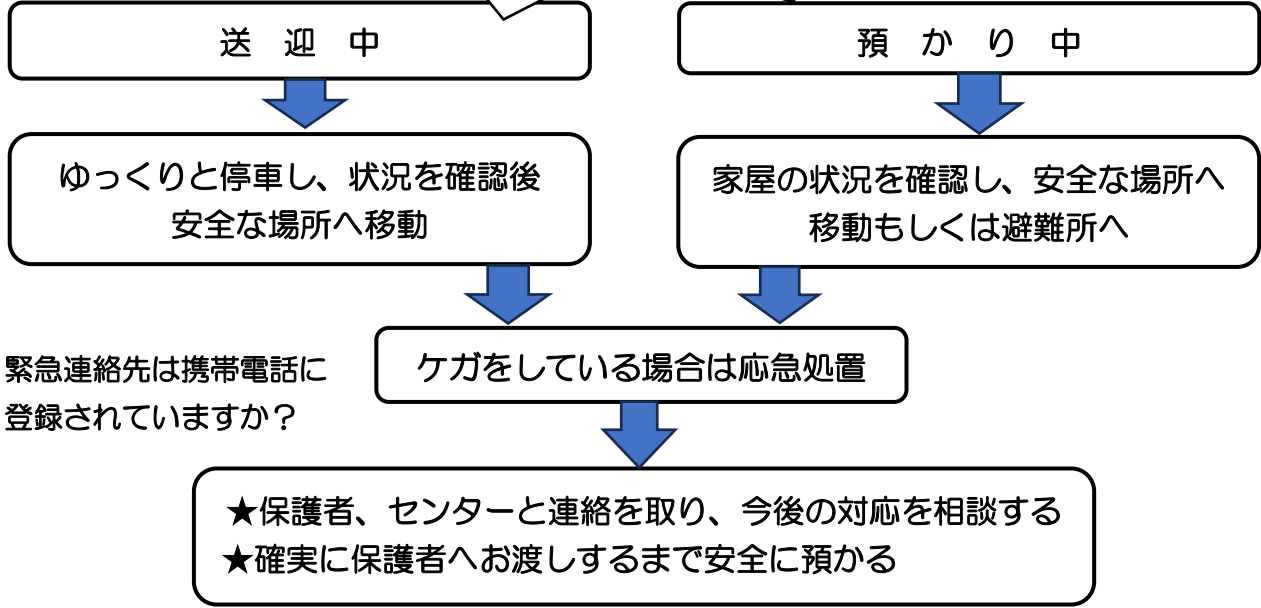 送 迎 中
預 か り 中
ゆっくりと停車し、状況を確認後
安全な場所へ移動
家屋の状況を確認し、安全な場所へ
移動もしくは避難所へ
緊急連絡先は携帯電話に
登録されていますか？
ケガをしている場合は応急処置
★保護者、センターと連絡を取り、今後の対応を相談する
★確実に保護者へお渡しするまで安全に預かる